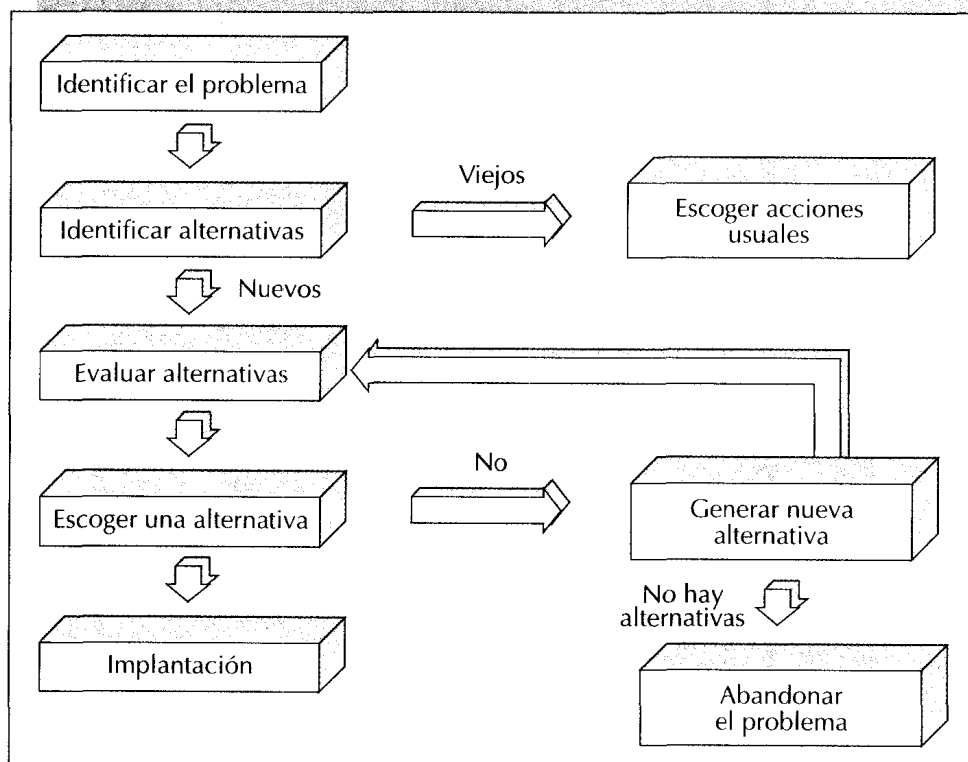 Identificar el problema
Viejos
Identificar alternativas
Escoger acciones
usuales
Nuevos
Evaluar alternativas
No
Escoger una alternativa
Generar nueva
alternativa
No hay
alternativas
Implantación
Abandonar
el problema